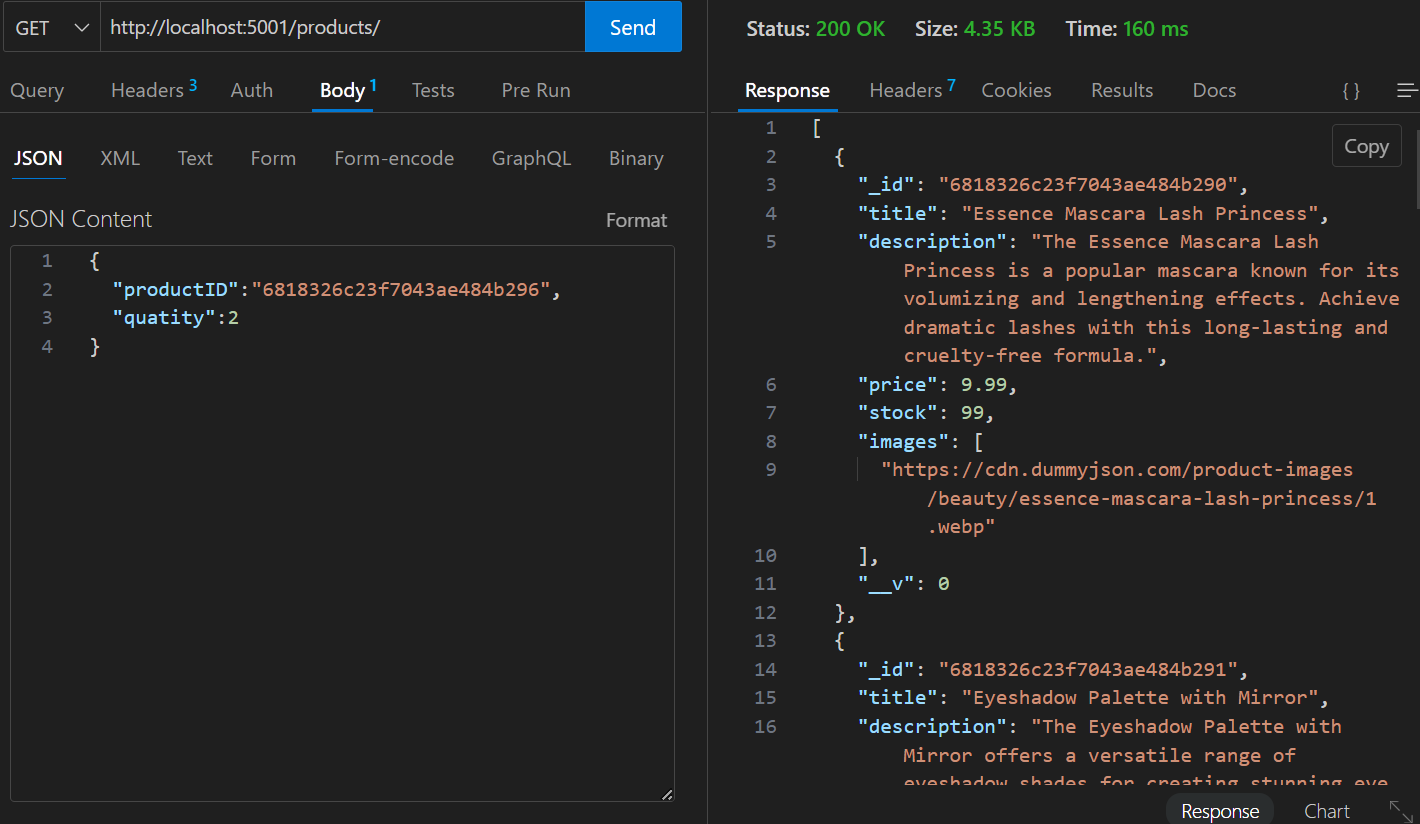 GET http://localhost:5001/products/ Send
Query Headers 3 Auth Body 1 Tests Pre Run
JSON XML Text Form Form-encode GraphQL Binary
JSON Content Format
1 {
2 "productID":"6818326c23f7043ae484b296",
3 "quatity":2
4 }
Status: 200 OK Size: 4.35 KB Time: 160 ms
Response Headers 7 Cookies Results Docs { }
Copy
1 [
2 {
3 "_id": "6818326c23f7043ae484b290",
4 "title": "Essence Mascara Lash Princess",
5 "description": "The Essence Mascara Lash
Princess is a popular mascara known for its
volumizing and lengthening effects. Achieve
dramatic lashes with this long-lasting and
cruelty-free formula.",
6 "price": 9.99,
7 "stock": 99,
8 "images": [
9 "https://cdn.dummyjson.com/product-images
/beauty/essence-mascara-lash-princess/1
.webp"
10 ],
11 "__v": 0
12 },
13 {
14 "_id": "6818326c23f7043ae484b291",
15 "title": "Eyeshadow Palette with Mirror",
16 "description": "The Eyeshadow Palette with
Mirror offers a versatile range of
eyeshadow shades for creating stunning eye
Response Chart